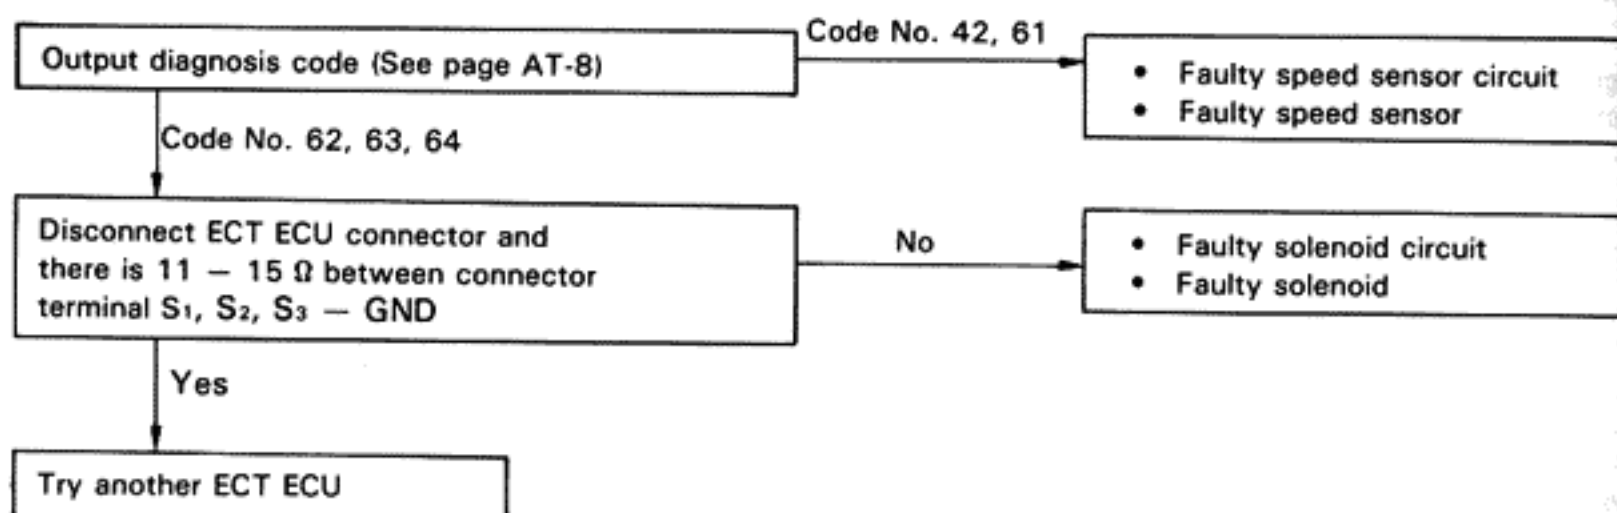 Code No. 42, 61
Output diagnosis code (See page AT-8)
• Faulty speed sensor circuit
• Faulty speed sensor
Code No. 62, 63, 64
Disconnect ECT ECU connector and
there is 11 — 15 Ω between connector
terminal S₁, S₂, S₃ — GND
No
• Faulty solenoid circuit
• Faulty solenoid
Yes
Try another ECT ECU